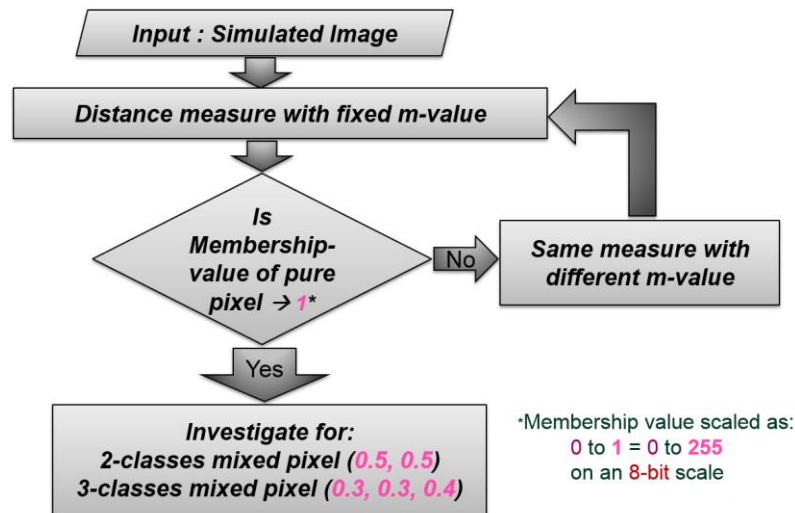 Input : Simulated Image
Distance measure with fixed m-value
Is
Membership-
value of pure
pixel → 1*
No
Same measure with
different m-value
Yes
Investigate for:
2-classes mixed pixel (0.5, 0.5)
3-classes mixed pixel (0.3, 0.3, 0.4)
*Membership value scaled as:
0 to 1 = 0 to 255
on an 8-bit scale